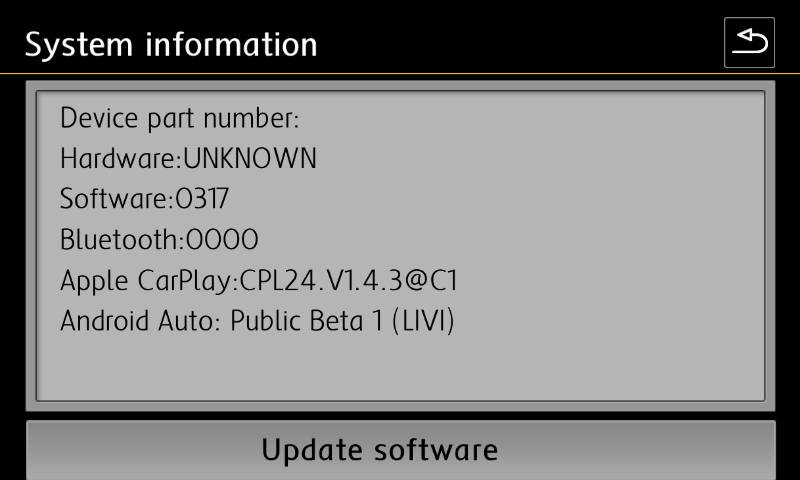 System information
Device part number:
Hardware:UNKNOWN
Software:0317
Bluetooth:0000
Apple CarPlay:CPL24.V1.4.3@C1
Android Auto: Public Beta 1 (LIVI)
Update software